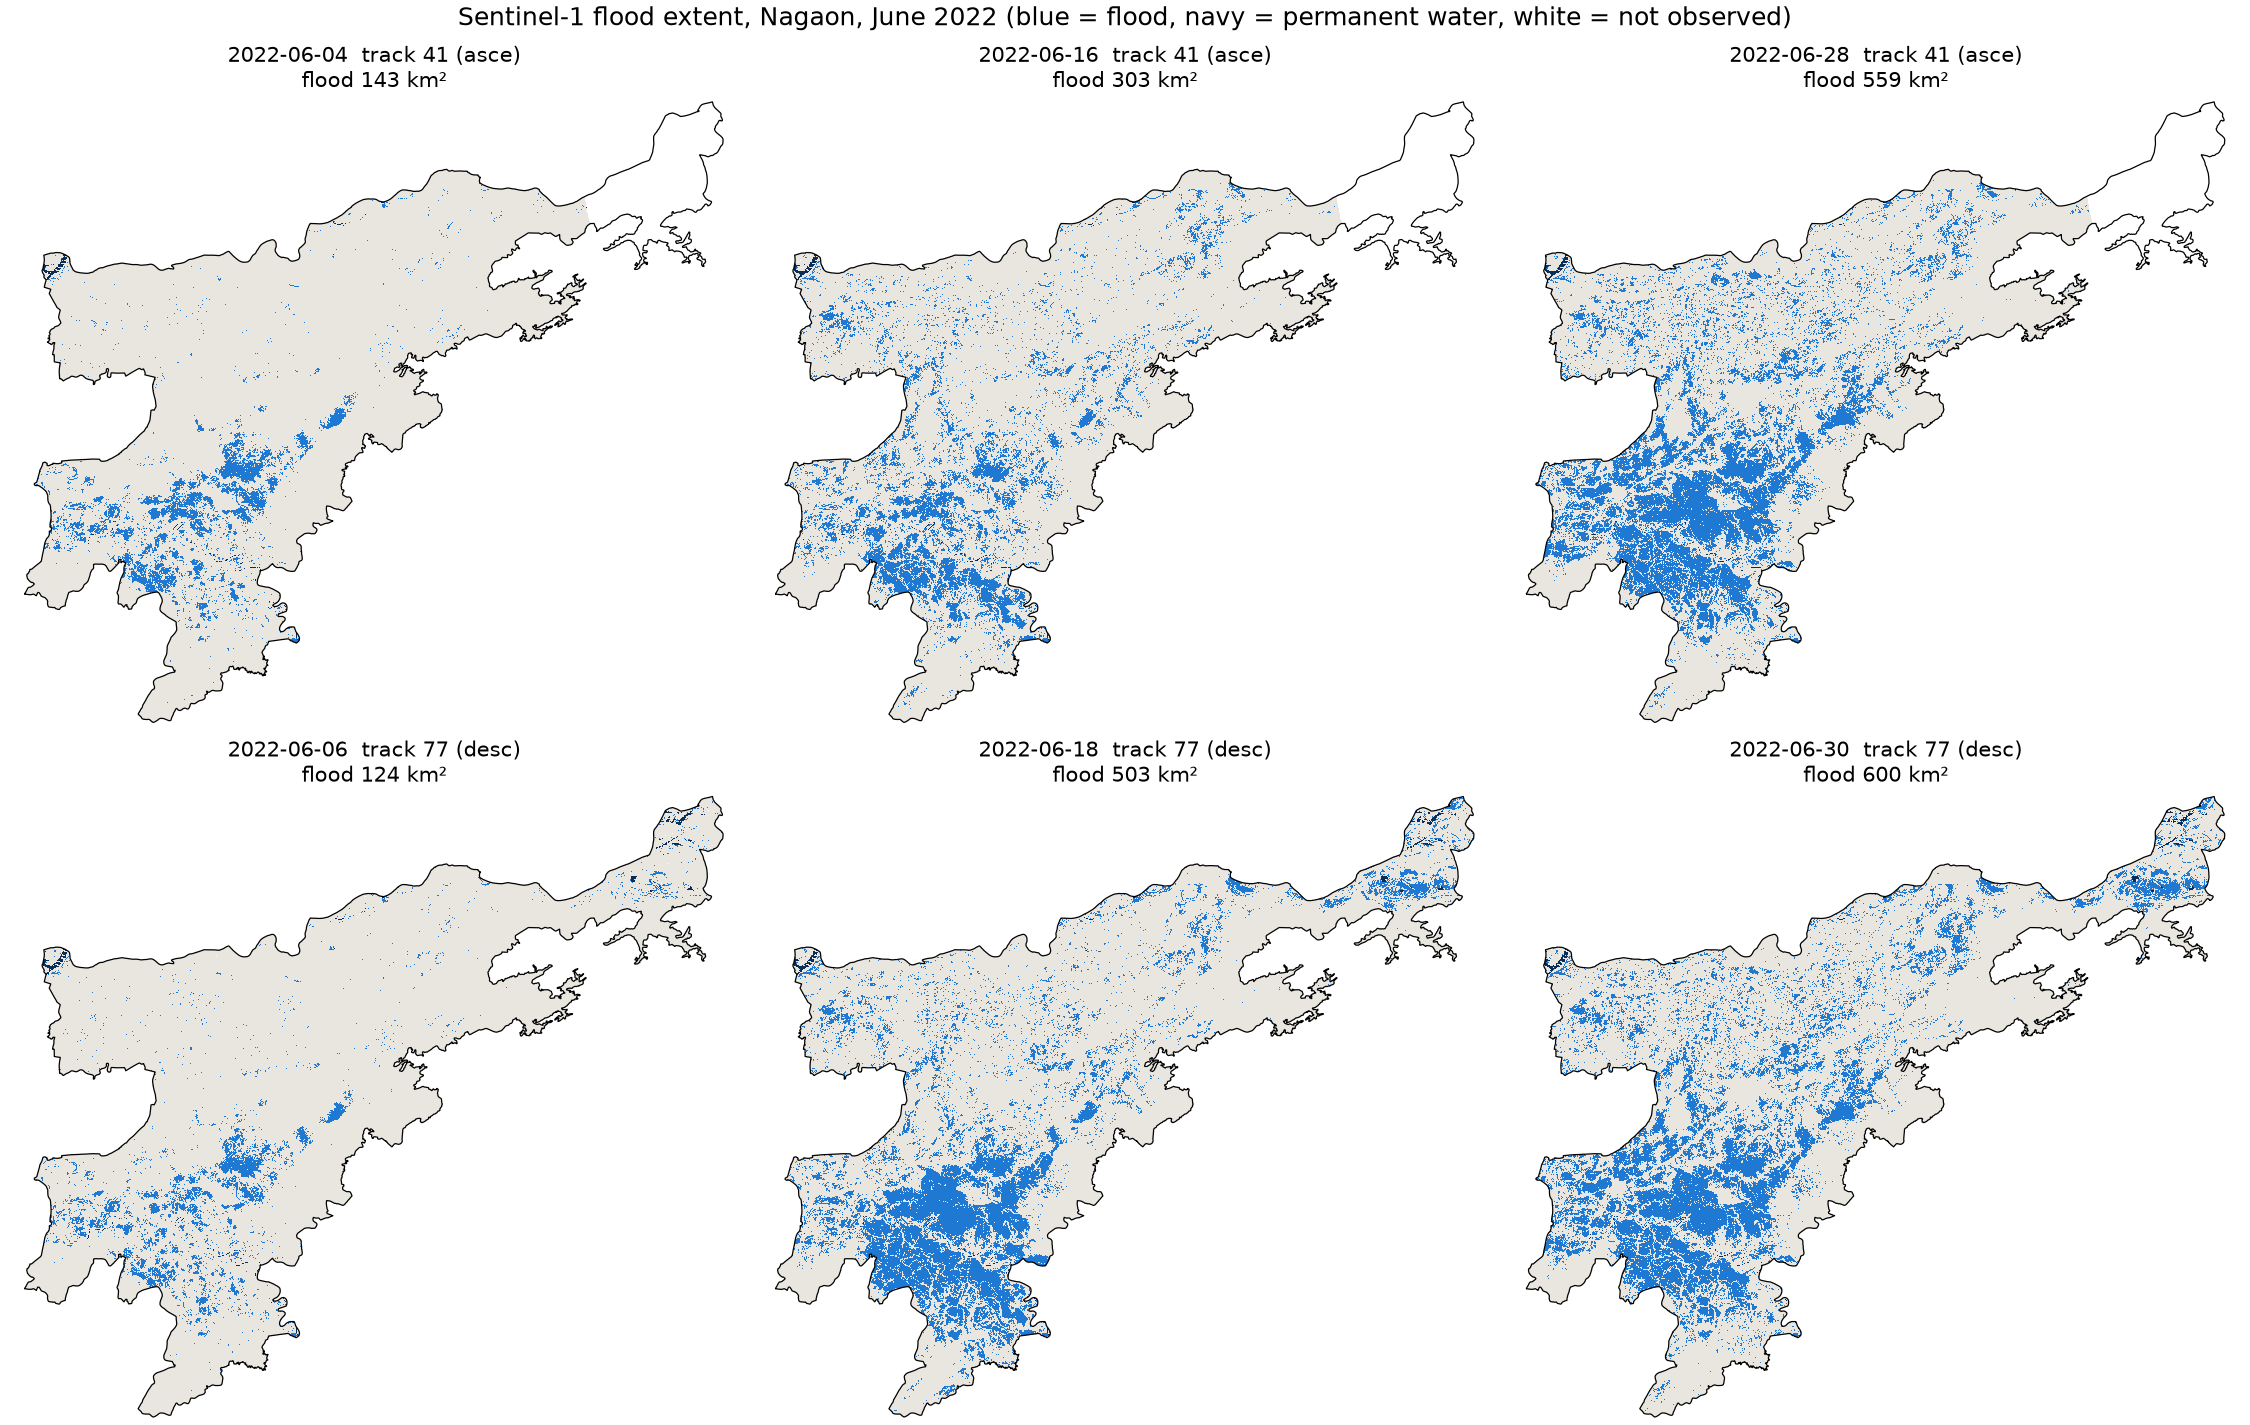 Sentinel-1 flood extent, Nagaon, June 2022 (blue = flood, navy = permanent water, white = not observed)
2022-06-04  track 41 (asce)
flood 143 km²
2022-06-16  track 41 (asce)
flood 303 km²
2022-06-28  track 41 (asce)
flood 559 km²
2022-06-06  track 77 (desc)
flood 124 km²
2022-06-18  track 77 (desc)
flood 503 km²
2022-06-30  track 77 (desc)
flood 600 km²